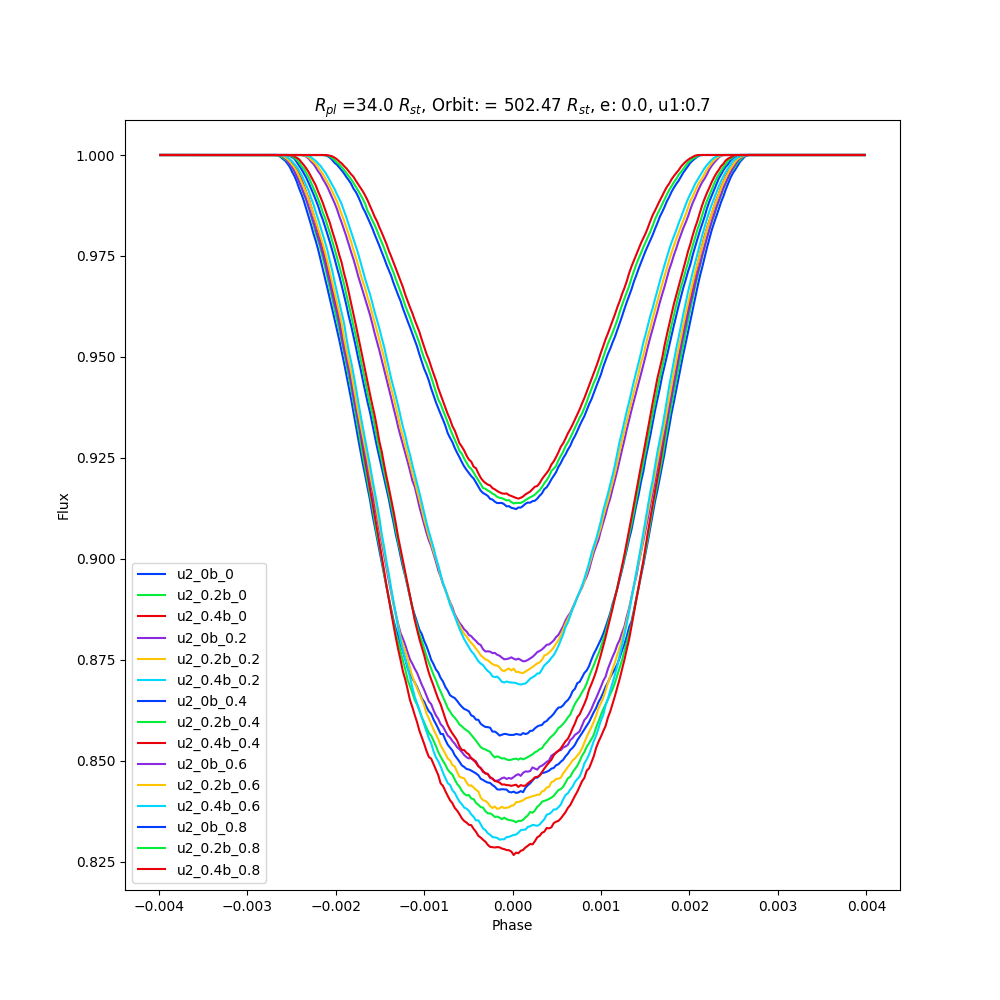 R_pl =34.0 R_st, Orbit: = 502.47 R_st, e: 0.0, u1:0.7
1.000
0.975
0.950
0.925
0.900
0.875
0.850
0.825
Flux
u2_0b_0
u2_0.2b_0
u2_0.4b_0
u2_0b_0.2
u2_0.2b_0.2
u2_0.4b_0.2
u2_0b_0.4
u2_0.2b_0.4
u2_0.4b_0.4
u2_0b_0.6
u2_0.2b_0.6
u2_0.4b_0.6
u2_0b_0.8
u2_0.2b_0.8
u2_0.4b_0.8
−0.004 −0.003 −0.002 −0.001 0.000 0.001 0.002 0.003 0.004
Phase